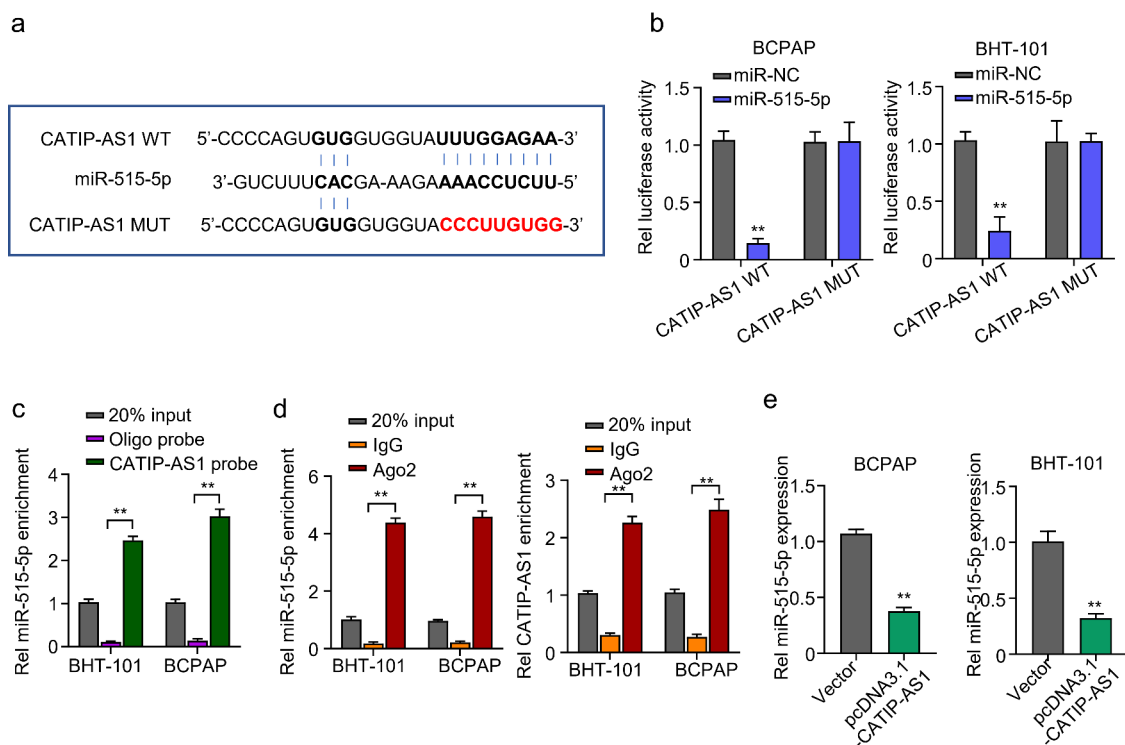 a
CATIP-AS1 WT 5’-CCCCAGUGUGGUGGUAUUUGGAGAA-3’
miR-515-5p 3’-GUCUUUCACGA-AAGAAAACCUCUU-5’
CATIP-AS1 MUT 5’-CCCCAGUGUGGUGGUACCCUUGUGG-3’
b
BCPAP
miR-NC
miR-515-5p
Rel luciferase activity
1.5
1.0
0.5
0
**
CATIP-AS1 WT
CATIP-AS1 MUT
BHT-101
miR-NC
miR-515-5p
Rel luciferase activity
1.5
1.0
0.5
0
**
CATIP-AS1 WT
CATIP-AS1 MUT
c
20% input
Oligo probe
CATIP-AS1 probe
Rel miR-515-5p enrichment
4
3
2
1
0
**
**
BHT-101
BCPAP
d
20% input
IgG
Ago2
Rel miR-515-5p enrichment
6
4
2
0
**
**
BHT-101
BCPAP
20% input
IgG
Ago2
Rel CATIP-AS1 enrichment
3
2
1
0
**
**
BHT-101
BCPAP
e
BCPAP
Rel miR-515-5p expression
1.5
1.0
0.5
0.0
**
Vector
pcDNA3.1
-CATIP-AS1
BHT-101
Rel miR-515-5p expression
1.5
1.0
0.5
0.0
**
Vector
pcDNA3.1
-CATIP-AS1